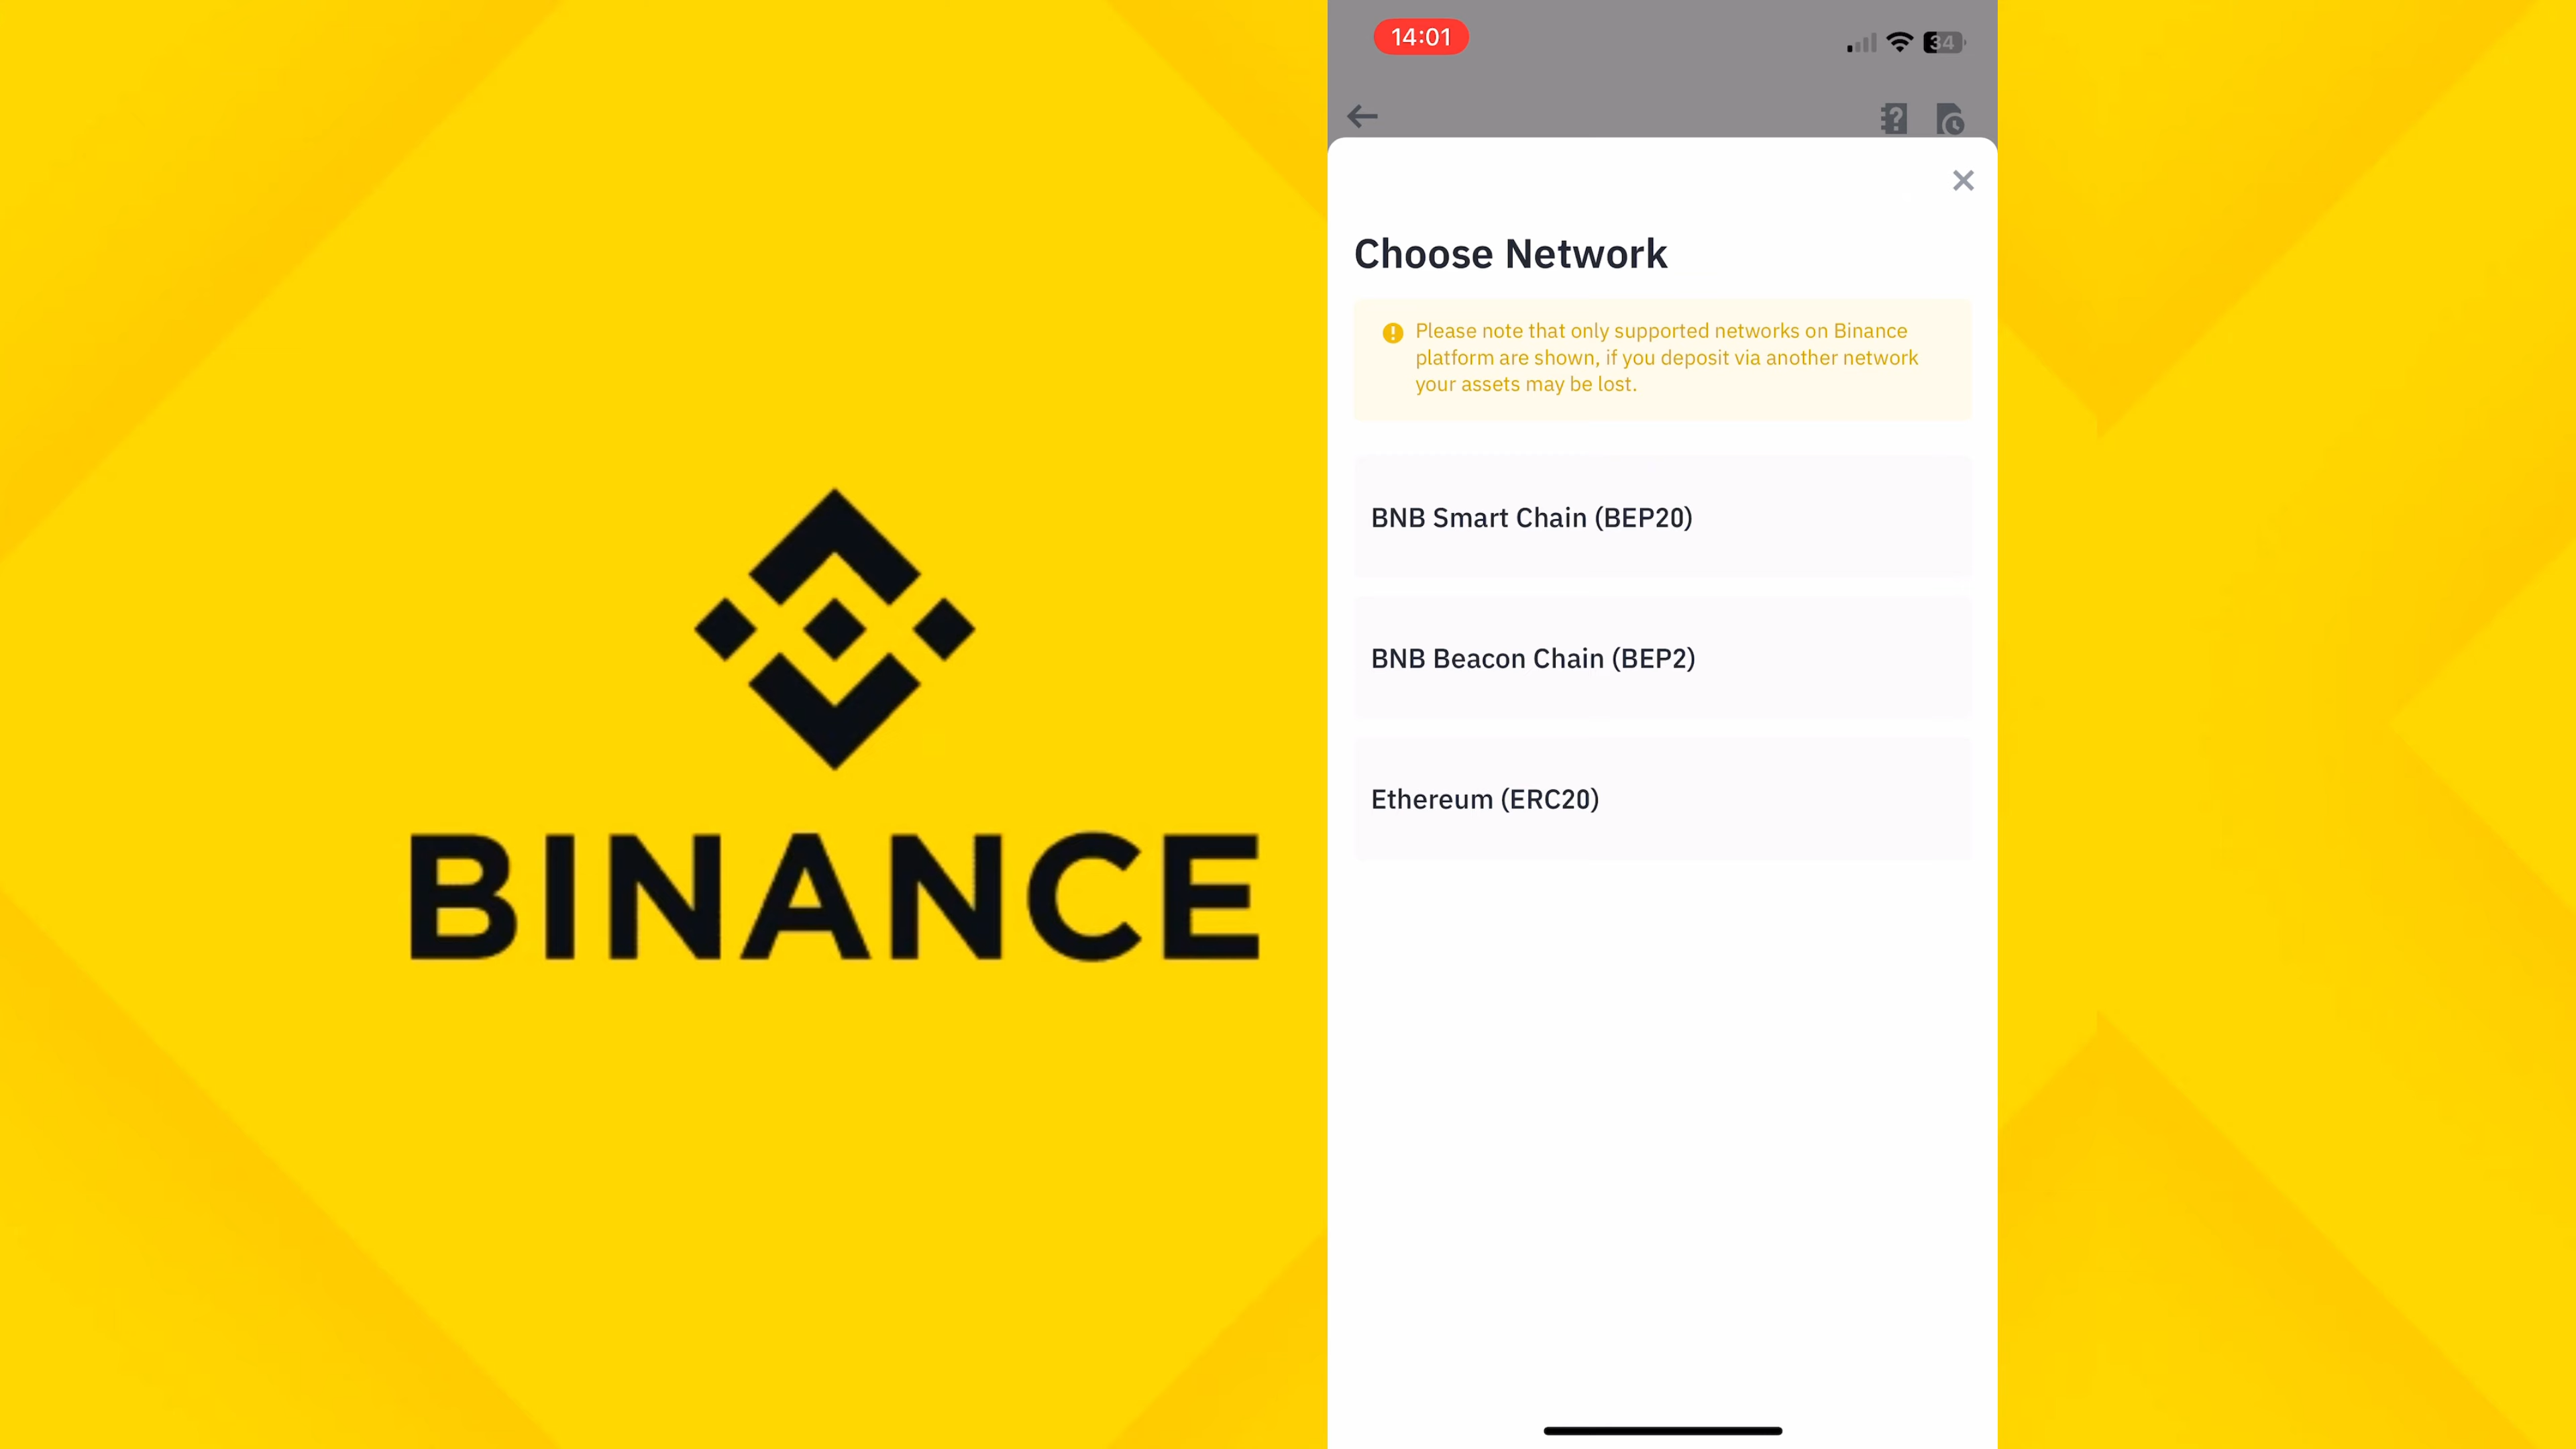 BINANCE
14:01
34
Choose Network
Please note that only supported networks on Binance
platform are shown, if you deposit via another network
your assets may be lost.
BNB Smart Chain (BEP20)
BNB Beacon Chain (BEP2)
Ethereum (ERC20)